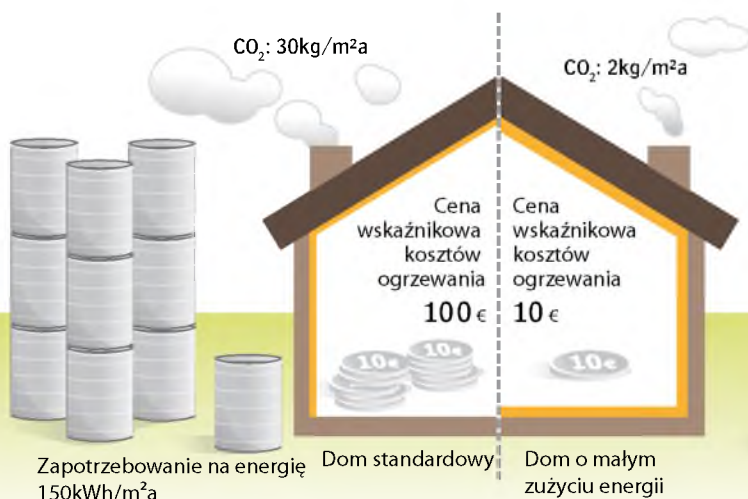 CO₂: 30kg/m²a
CO₂: 2kg/m²a
Cena
wskaźnikowa
kosztów
ogrzewania
100 €
Cena
wskaźnikowa
kosztów
ogrzewania
10 €
10€
10€
10€
Zapotrzebowanie na energię
150kWh/m²a
Dom standardowy
Dom o małym
zużyciu energii